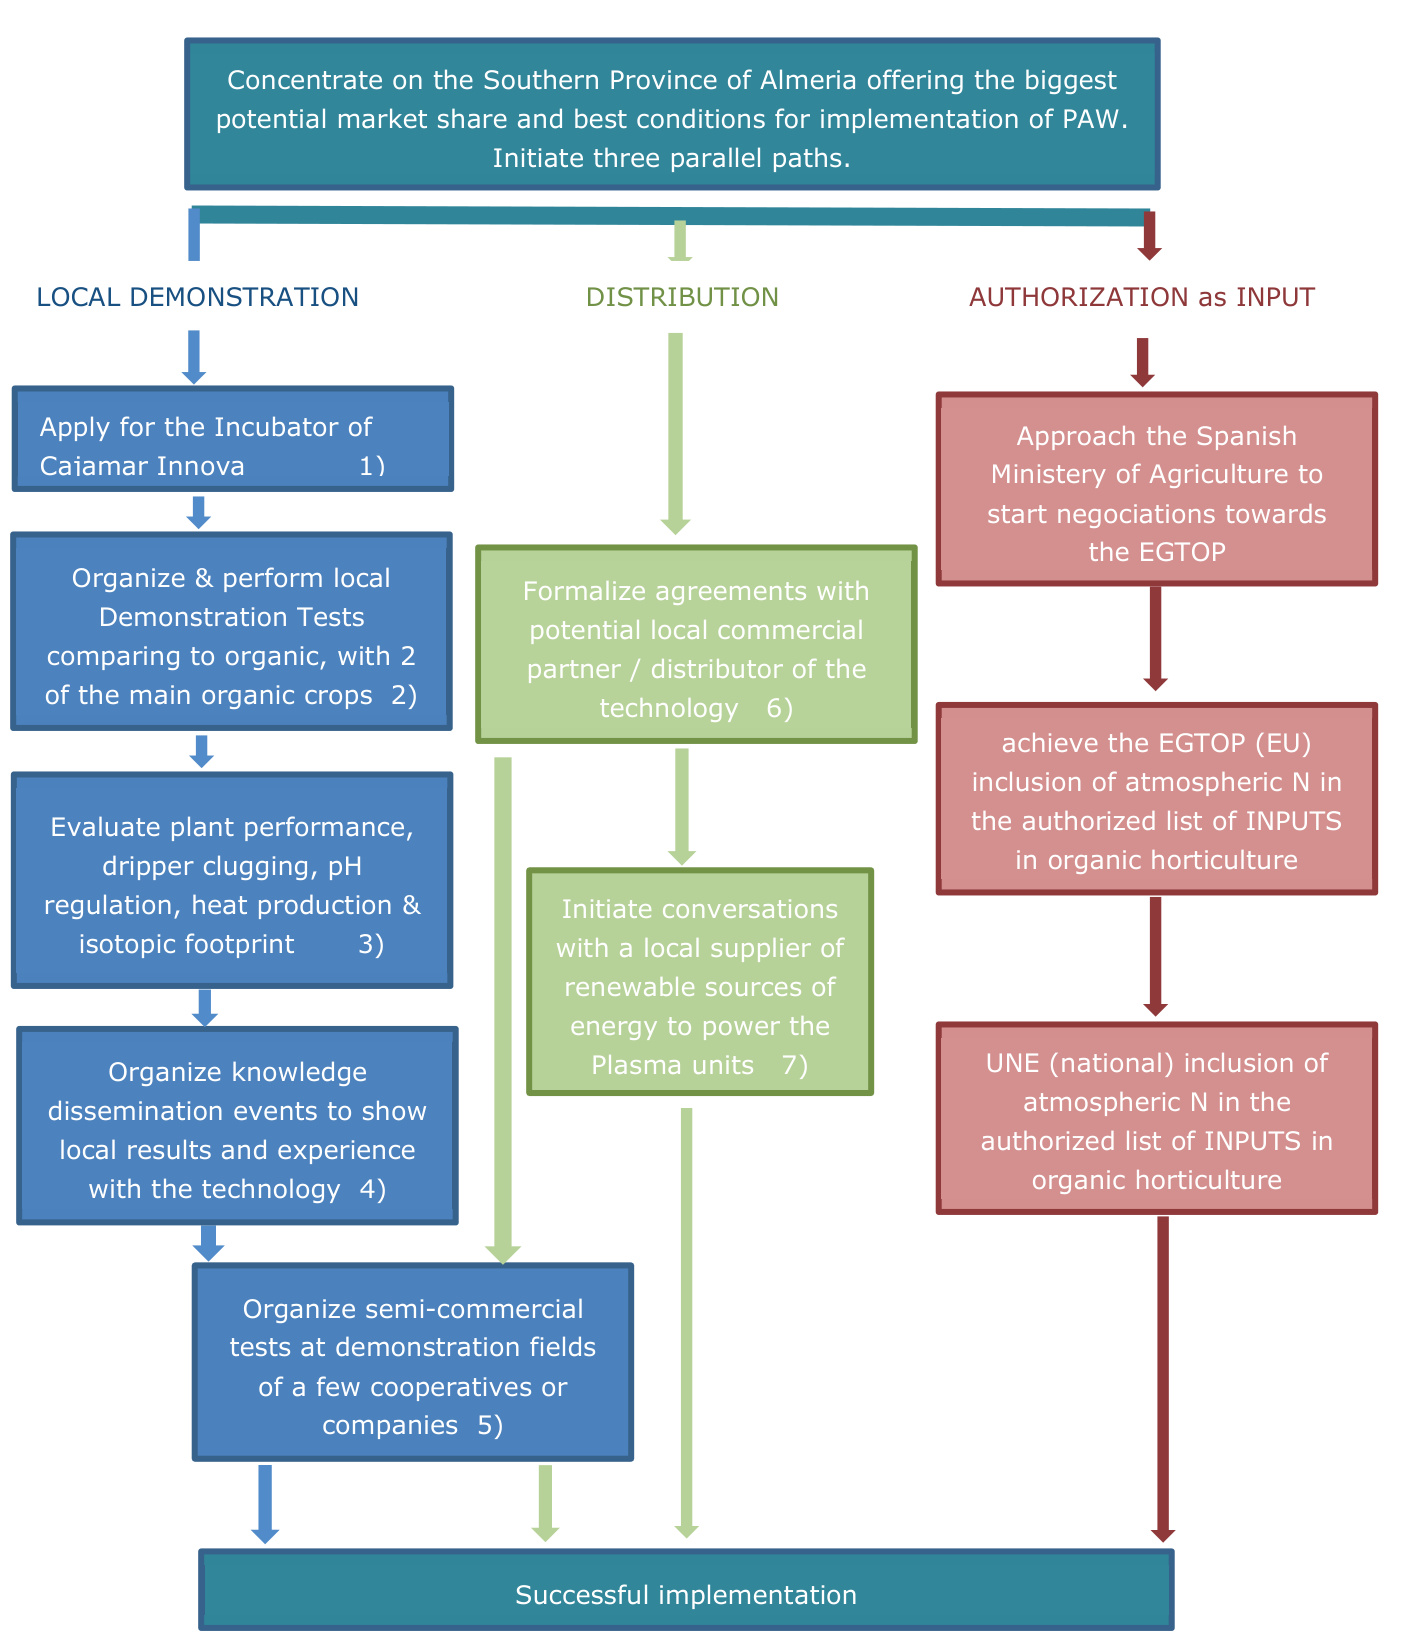 Concentrate on the Southern Province of Almeria offering the biggest
potential market share and best conditions for implementation of PAW.
Initiate three parallel paths.
LOCAL DEMONSTRATION
DISTRIBUTION
AUTHORIZATION as INPUT
Apply for the Incubator of
Cajamar Innova 1)
Organize & perform local
Demonstration Tests
comparing to organic, with 2
of the main organic crops 2)
Evaluate plant performance,
dripper clugging, pH
regulation, heat production &
isotopic footprint 3)
Organize knowledge
dissemination events to show
local results and experience
with the technology 4)
Organize semi-commercial
tests at demonstration fields
of a few cooperatives or
companies 5)
Formalize agreements with
potential local commercial
partner / distributor of the
technology 6)
Initiate conversations
with a local supplier of
renewable sources of
energy to power the
Plasma units 7)
Approach the Spanish
Ministry of Agriculture to
start negociations towards
the EGTOP
achieve the EGTOP (EU)
inclusion of atmospheric N in
the authorized list of INPUTS
in organic horticulture
UNE (national) inclusion of
atmospheric N in the
authorized list of INPUTS in
organic horticulture
Successful implementation